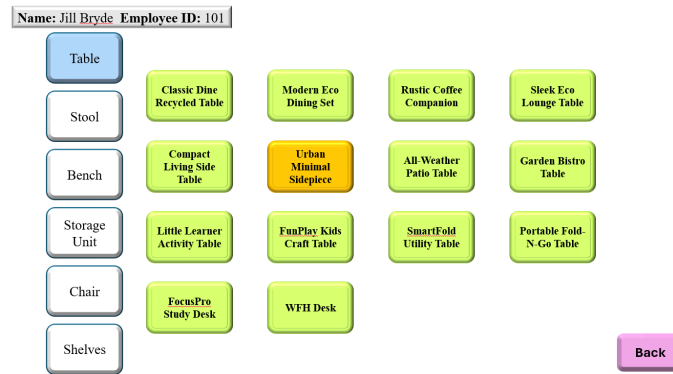 Name: Jill Bryde Employee ID: 101
Table
Stool
Bench
Storage
Unit
Chair
Shelves
Classic Dine
Recycled Table
Modern Eco
Dining Set
Rustic Coffee
Companion
Sleek Eco
Lounge Table
Compact
Living Side
Table
Urban
Minimal
Sidepiece
All-Weather
Patio Table
Garden Bistro
Table
Little Learner
Activity Table
FunPlay Kids
Craft Table
SmartFold
Utility Table
Portable Fold-
N-Go Table
FocusPro
Study Desk
WFH Desk
Back